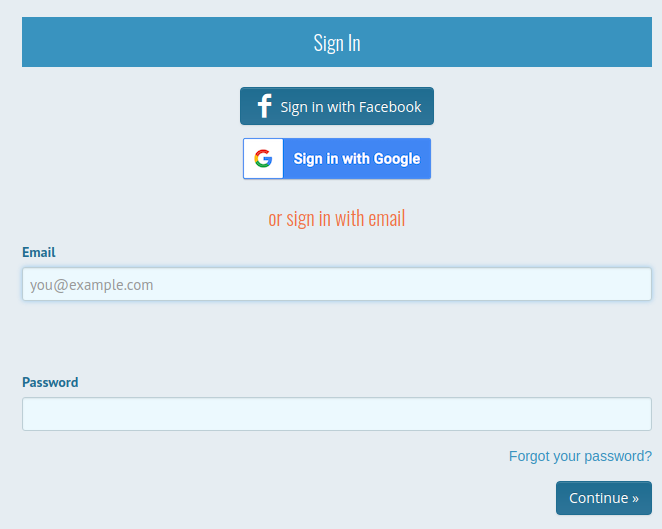 Sign In
Sign in with Facebook
Sign in with Google
or sign in with email
Email
you@example.com
Password
Forgot your password?
Continue »